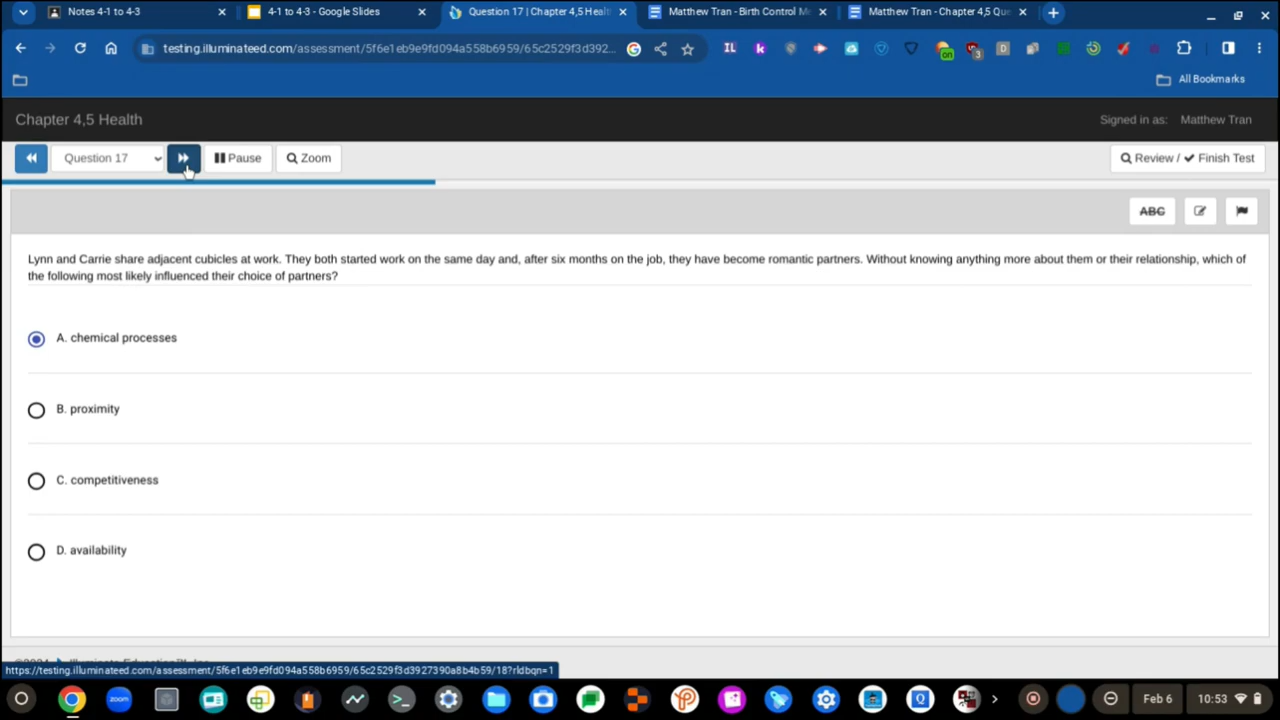 Notes 4-1 to 4-3
4-1 to 4-3 - Google Slides
Question 17 | Chapter 4,5 Healt
Matthew Tran - Birth Control M
Matthew Tran - Chapter 4,5 Que
testing.illuminateed.com/assessment/5f6e1eb9e9fd094a558b6959/65c2529f3d392...
IL
k
D
on
3
All Bookmarks
Chapter 4,5 Health
Signed in as: Matthew Tran
Question 17
Pause
Zoom
Review / ✔ Finish Test
ABC
Lynn and Carrie share adjacent cubicles at work. They both started work on the same day and, after six months on the job, they have become romantic partners. Without knowing anything more about them or their relationship, which of
the following most likely influenced their choice of partners?
A. chemical processes
B. proximity
C. competitiveness
D. availability
https://testing.illuminateed.com/assessment/5f6e1eb9e9fd094a558b6959/65c2529f3d3927390a8b4b59/18?rldbqn=1
zoom
Q
Feb 6
10:53